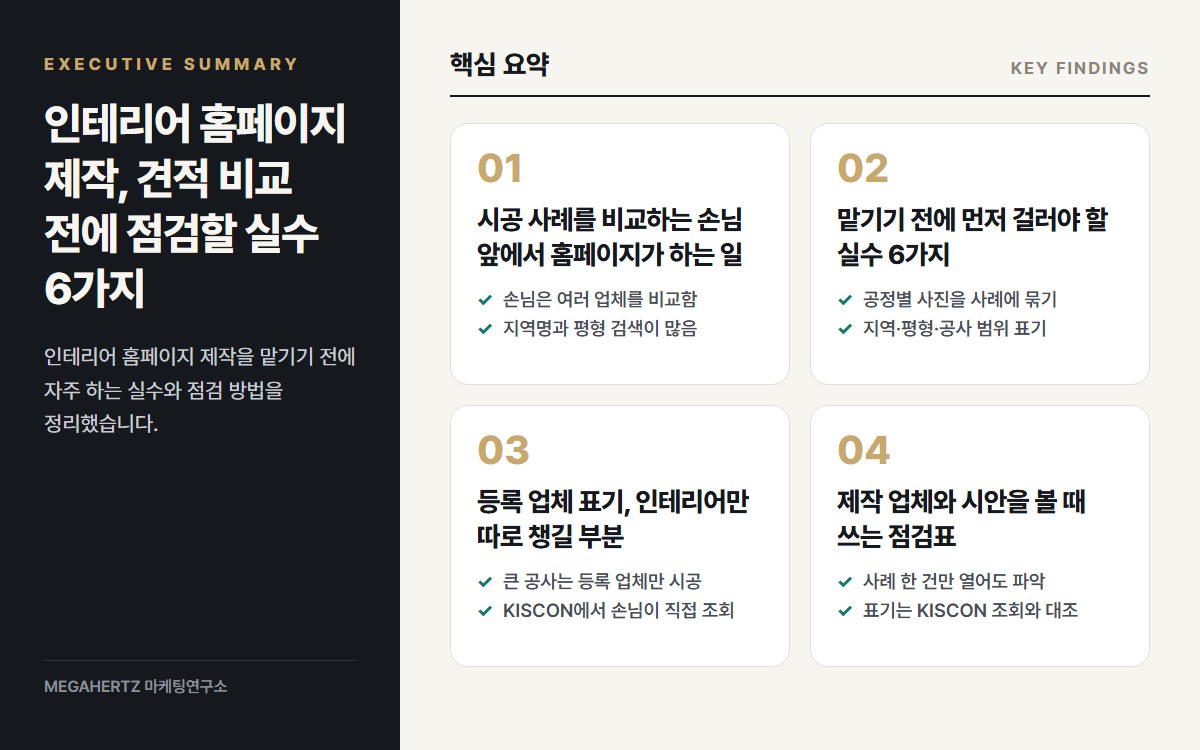 EXECUTIVE SUMMARY
인테리어 홈페이지
제작, 견적 비교
전에 점검할 실수
6가지
인테리어 홈페이지 제작을 맡기기 전에
자주 하는 실수와 점검 방법을
정리했습니다.
MEGAHERTZ 마케팅연구소
핵심 요약
KEY FINDINGS
01
시공 사례를 비교하는 손님
앞에서 홈페이지가 하는 일
✓ 손님은 여러 업체를 비교함
✓ 지역명과 평형 검색이 많음
02
맡기기 전에 먼저 걸러야 할
실수 6가지
✓ 공정별 사진을 사례에 묶기
✓ 지역·평형·공사 범위 표기
03
등록 업체 표기, 인테리어만
따로 챙길 부분
✓ 큰 공사는 등록 업체만 시공
✓ KISCON에서 손님이 직접 조회
04
제작 업체와 시안을 볼 때
쓰는 점검표
✓ 사례 한 건만 열어도 파악
✓ 표기는 KISCON 조회와 대조